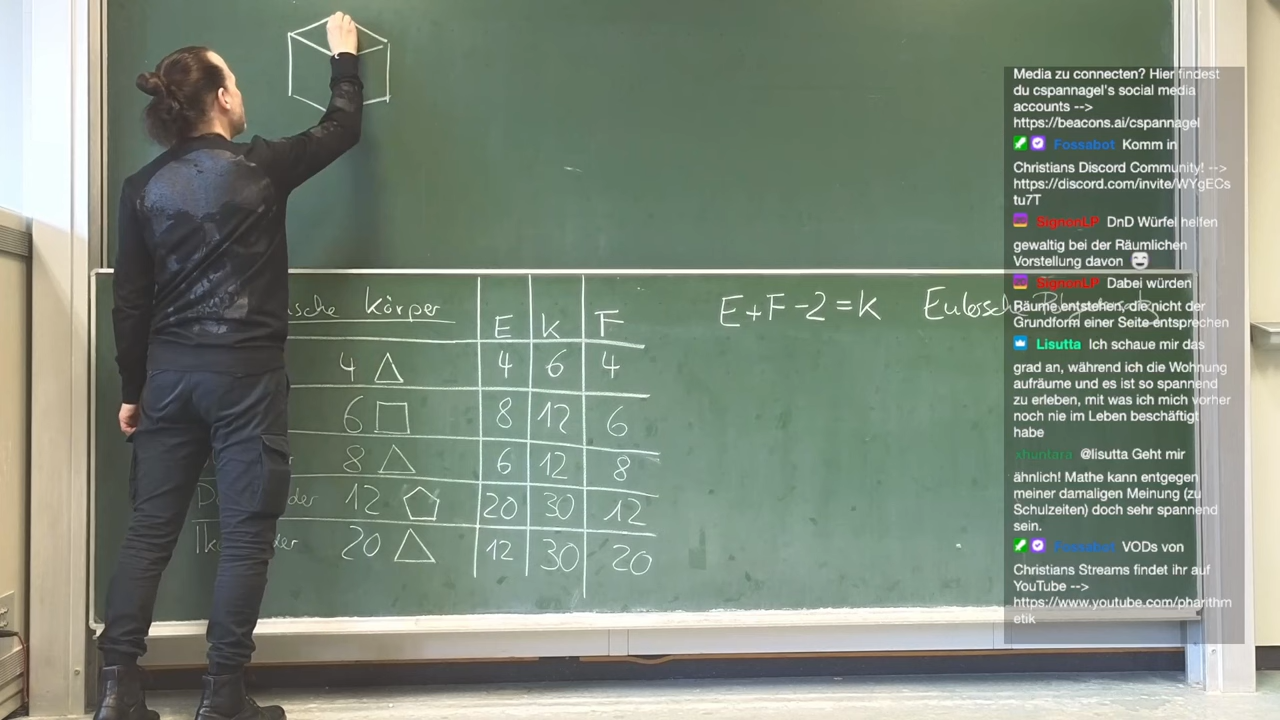 sche Körper E K F
4 4 6 4
6 8 12 6
8 6 12 8
12 20 30 12
20 12 30 20
E+F-2=K
Media zu connecten? Hier findest
du cspannagel's social media
accounts -->
https://beacons.ai/cspannagel
Fossabot Komm in
Christians Discord Community! -->
https://discord.com/invite/WYgECs
tu7T
SignonLP DnD Würfel helfen
gewaltig bei der Räumlichen
Vorstellung davon
SignonLP Dabei würden
Räume entstehen, die nicht der
Grundform einer Seite entsprechen
Lisutta Ich schaue mir das
grad an, während ich die Wohnung
aufräume und es ist so spannend
zu erleben, mit was ich mich vorher
noch nie im Leben beschäftigt
habe
xhuntara @lisutta Geht mir
ähnlich! Mathe kann entgegen
meiner damaligen Meinung (zu
Schulzeiten) doch sehr spannend
sein.
Fossabot VODs von
Christians Streams findet ihr auf
YouTube -->
https://www.youtube.com/pharithm
etik